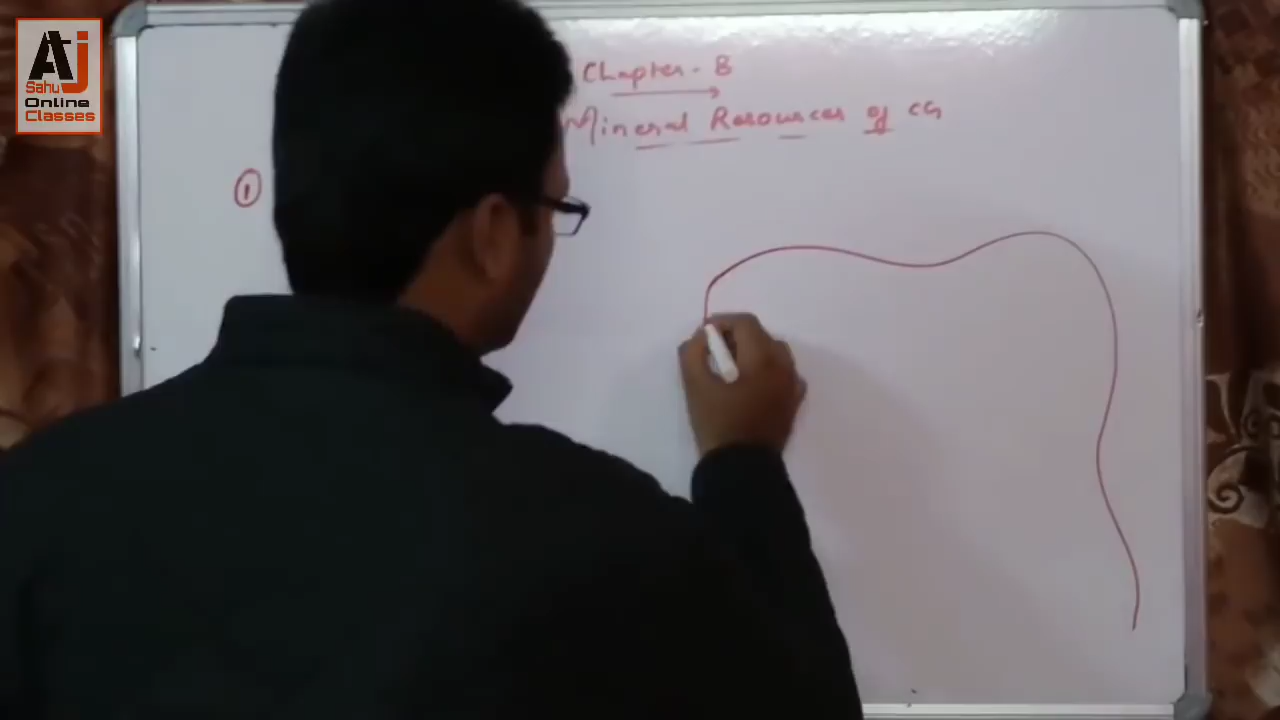 AJ
Sahu
Online
Classes
Chapter - 8
Mineral Resources of CG
1